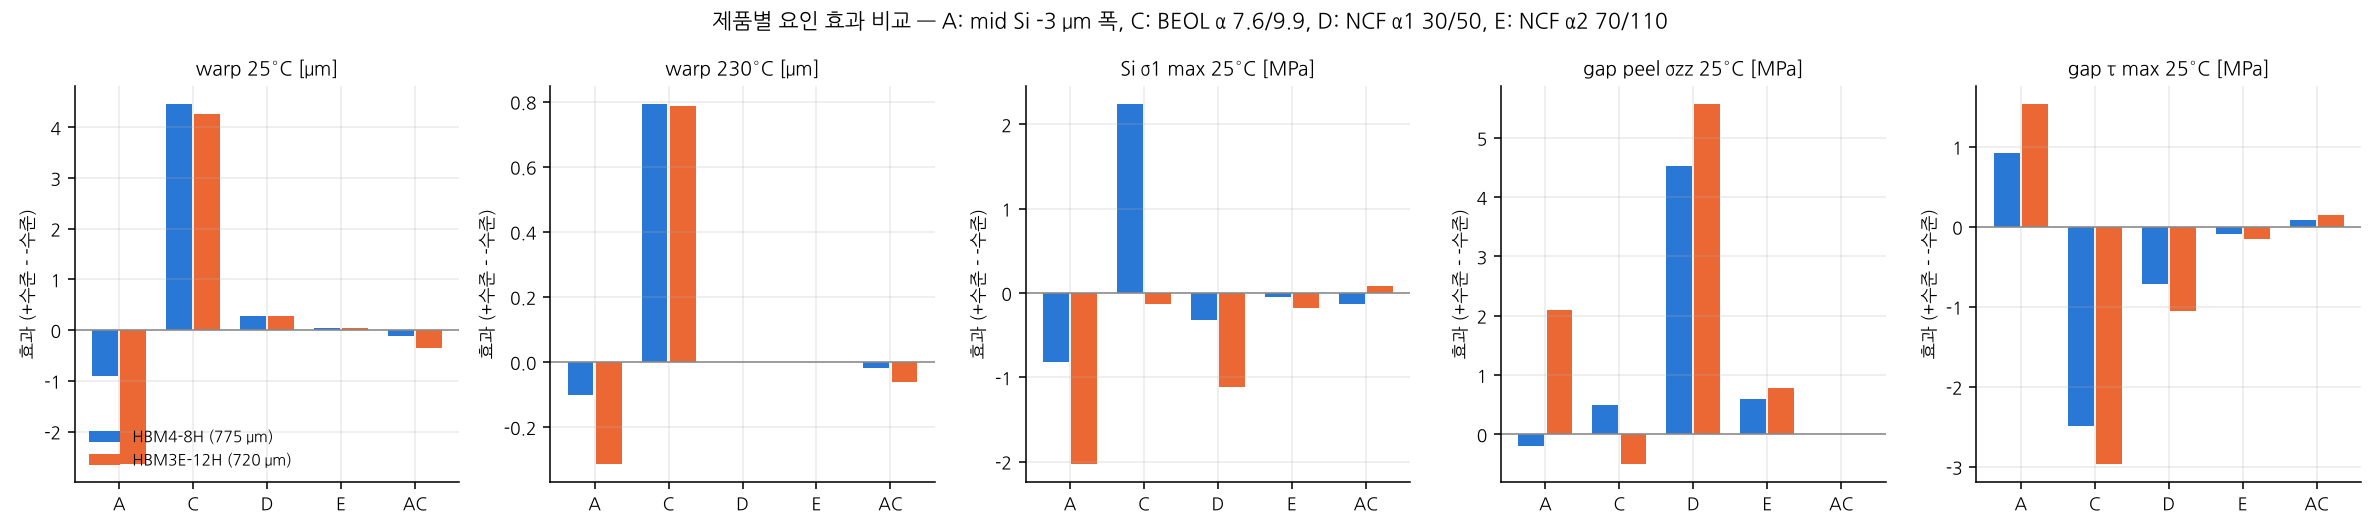 제품별 요인 효과 비교 — A: mid Si -3 µm 폭, C: BEOL α 7.6/9.9, D: NCF α1 30/50, E: NCF α2 70/110
warp 25°C [µm]
효과 (+수준 - -수준)
4
3
2
1
0
-1
-2
HBM4-8H (775 µm)
HBM3E-12H (720 µm)
A C D E AC
warp 230°C [µm]
효과 (+수준 - -수준)
0.8
0.6
0.4
0.2
0.0
-0.2
A C D E AC
Si σ1 max 25°C [MPa]
효과 (+수준 - -수준)
2
1
0
-1
-2
A C D E AC
gap peel σzz 25°C [MPa]
효과 (+수준 - -수준)
5
4
3
2
1
0
A C D E AC
gap τ max 25°C [MPa]
효과 (+수준 - -수준)
1
0
-1
-2
-3
A C D E AC